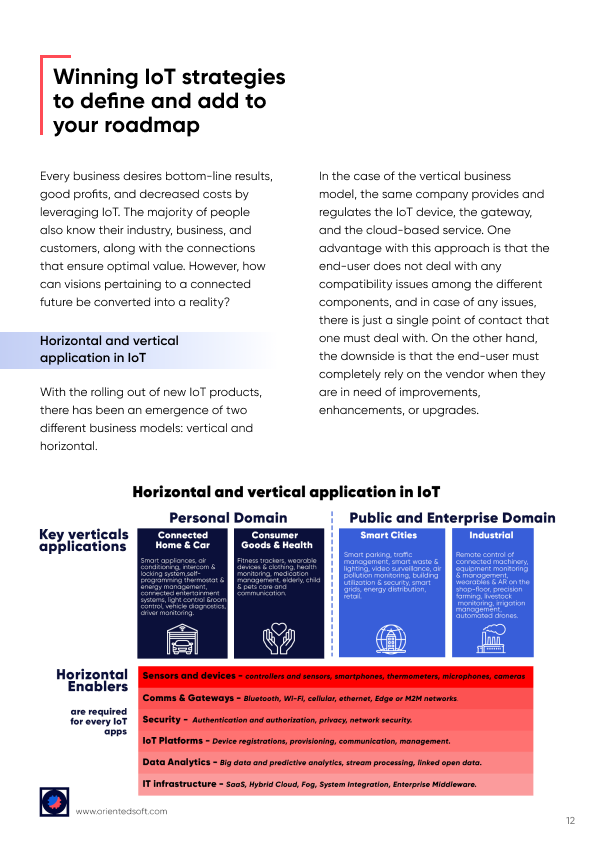 Winning IoT strategies
to define and add to
your roadmap
Every business desires bottom-line results,
good profits, and decreased costs by
leveraging IoT. The majority of people
also know their industry, business, and
customers, along with the connections
that ensure optimal value. However, how
can visions pertaining to a connected
future be converted into a reality?
Horizontal and vertical
application in IoT
With the rolling out of new IoT products,
there has been an emergence of two
different business models: vertical and
horizontal.
In the case of the vertical business
model, the same company provides and
regulates the IoT device, the gateway,
and the cloud-based service. One
advantage with this approach is that the
end-user does not deal with any
compatibility issues among the different
components, and in case of any issues,
there is just a single point of contact that
one must deal with. On the other hand,
the downside is that the end-user must
completely rely on the vendor when they
are in need of improvements,
enhancements, or upgrades.
Horizontal and vertical application in IoT
Personal Domain
Public and Enterprise Domain
Key verticals
applications
Connected
Home & Car
Smart appliances, air
conditioning, intercom &
locking system,self-
programming thermostat &
energy management,
connected entertainment
systems, light control &room
control, vehicle diagnostics,
driver monitoring.
Consumer
Goods & Health
Fitness trackers, wearable
devices & clothing, health
monitoring, medication
management, elderly, child
& pets care and
communication.
Smart Cities
Smart parking, traffic
management, smart waste &
lighting, video surveillance, air
pollution monitoring, building
utilization & security, smart
grids, energy distribution,
retail.
Industrial
Remote control of
connected machinery,
equipment monitoring
& management,
wearables & AR on the
shop-floor, precision
farming, livestock
monitoring, irrigation
management,
automated drones.
Horizontal
Enablers
are required
for every IoT
apps
Sensors and devices - controllers and sensors, smartphones, thermometers, microphones, cameras
Comms & Gateways - Bluetooth, Wi-Fi, cellular, ethernet, Edge or M2M networks
Security - Authentication and authorization, privacy, network security.
IoT Platforms - Device registrations, provisioning, communication, management.
Data Analytics - Big data and predictive analytics, stream processing, linked open data.
IT infrastructure - SaaS, Hybrid Cloud, Fog, System Integration, Enterprise Middleware.
www.orientedsoft.com
12